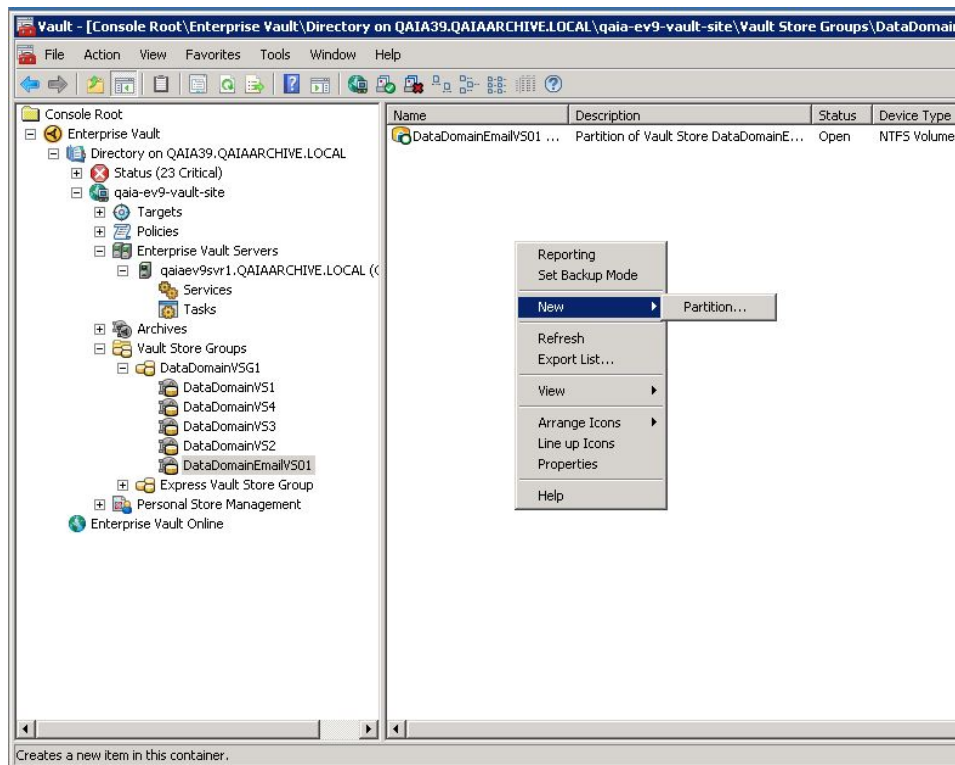 Vault - [Console Root\Enterprise Vault\Directory on QAIA39.QAIAARCHIVE.LOCAL\qaia-ev9-vault-site\Vault Store Groups\DataDomain
File Action View Favorites Tools Window Help
Console Root
Enterprise Vault
Directory on QAIA39.QAIAARCHIVE.LOCAL
Status (23 Critical)
qaia-ev9-vault-site
Targets
Policies
Enterprise Vault Servers
qaiaev9svr1.QAIAARCHIVE.LOCAL (
Services
Tasks
Archives
Vault Store Groups
DataDomainVSG1
DataDomainVS1
DataDomainVS4
DataDomainVS3
DataDomainVS2
DataDomainEmailVS01
Express Vault Store Group
Personal Store Management
Enterprise Vault Online
Name Description Status Device Type
DataDomainEmailVS01 ... Partition of Vault Store DataDomainE... Open NTFS Volume
Reporting
Set Backup Mode
New Partition...
Refresh
Export List...
View
Arrange Icons
Line up Icons
Properties
Help
Creates a new item in this container.